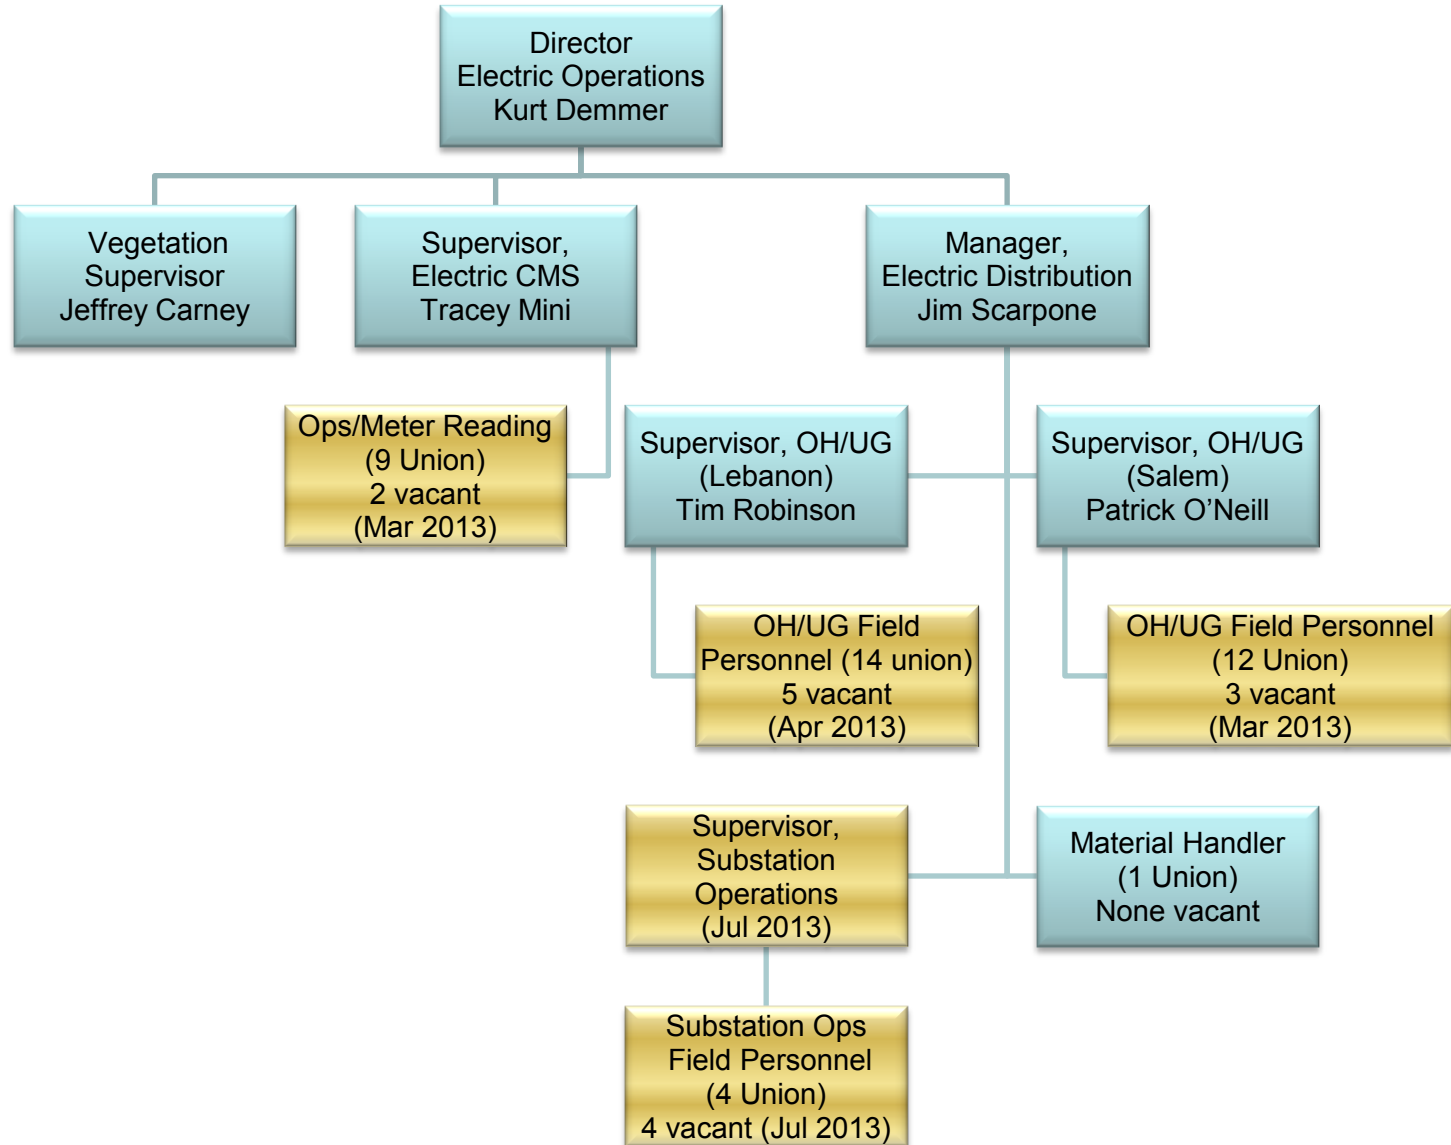 Director
Electric Operations
Kurt Demmer
Vegetation
Supervisor
Jeffrey Carney
Supervisor,
Electric CMS
Tracey Mini
Manager,
Electric Distribution
Jim Scarpone
Ops/Meter Reading
(9 Union)
2 vacant
(Mar 2013)
Supervisor, OH/UG
(Lebanon)
Tim Robinson
Supervisor, OH/UG
(Salem)
Patrick O’Neill
OH/UG Field
Personnel (14 union)
5 vacant
(Apr 2013)
OH/UG Field Personnel
(12 Union)
3 vacant
(Mar 2013)
Supervisor,
Substation
Operations
(Jul 2013)
Material Handler
(1 Union)
None vacant
Substation Ops
Field Personnel
(4 Union)
4 vacant (Jul 2013)